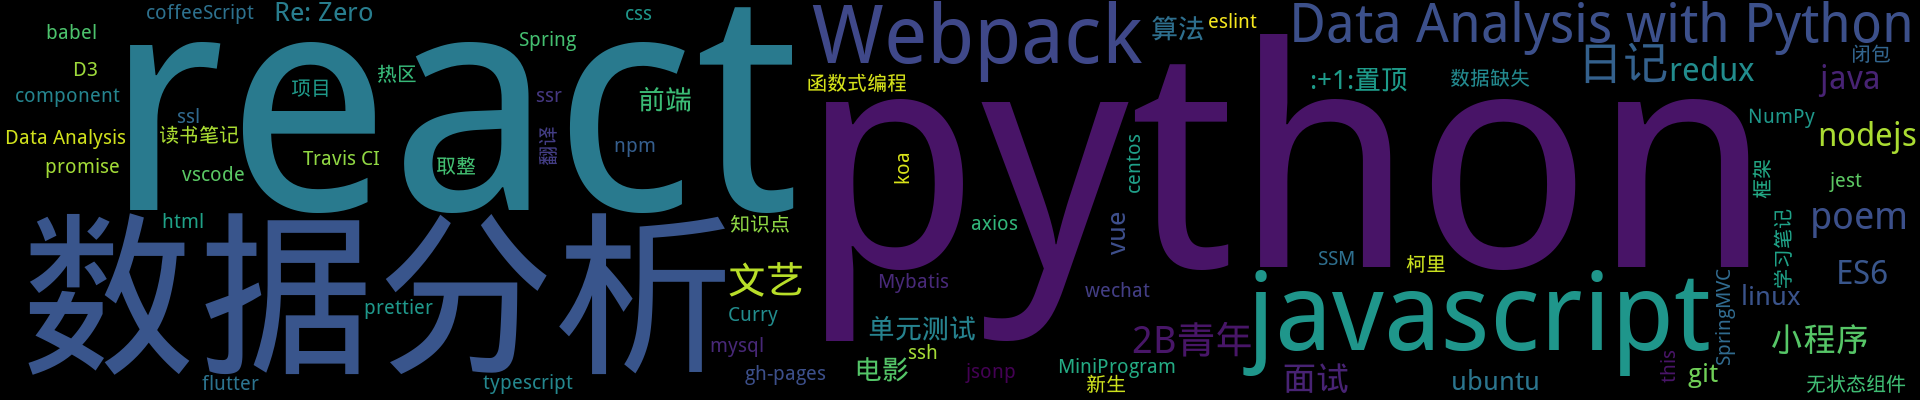 coffeeScript
Re: Zero
css
babel
Spring
D3
热区
项目
component
ssr
前端
ssl
Data Analysis
读书笔记
翻译
npm
promise
vscode
Travis CI
取整
react
html
知识点
数据分析
文艺
prettier
Curry
mysql
flutter
typescript
gh-pages
Webpack
算法
eslint
Data Analysis with Python
日记
闭包
函数式编程
:+1:置顶
数据缺失
redux
java
NumPy
nodejs
koa
centos
python
框架
jest
axios
vue
学习笔记
poem
SSM
柯里
Mybatis
wechat
ES6
javascript
SpringMVC
linux
单元测试
2B青年
小程序
ssh
电影
jsonp
MiniProgram
新生
面试
ubuntu
this
git
无状态组件